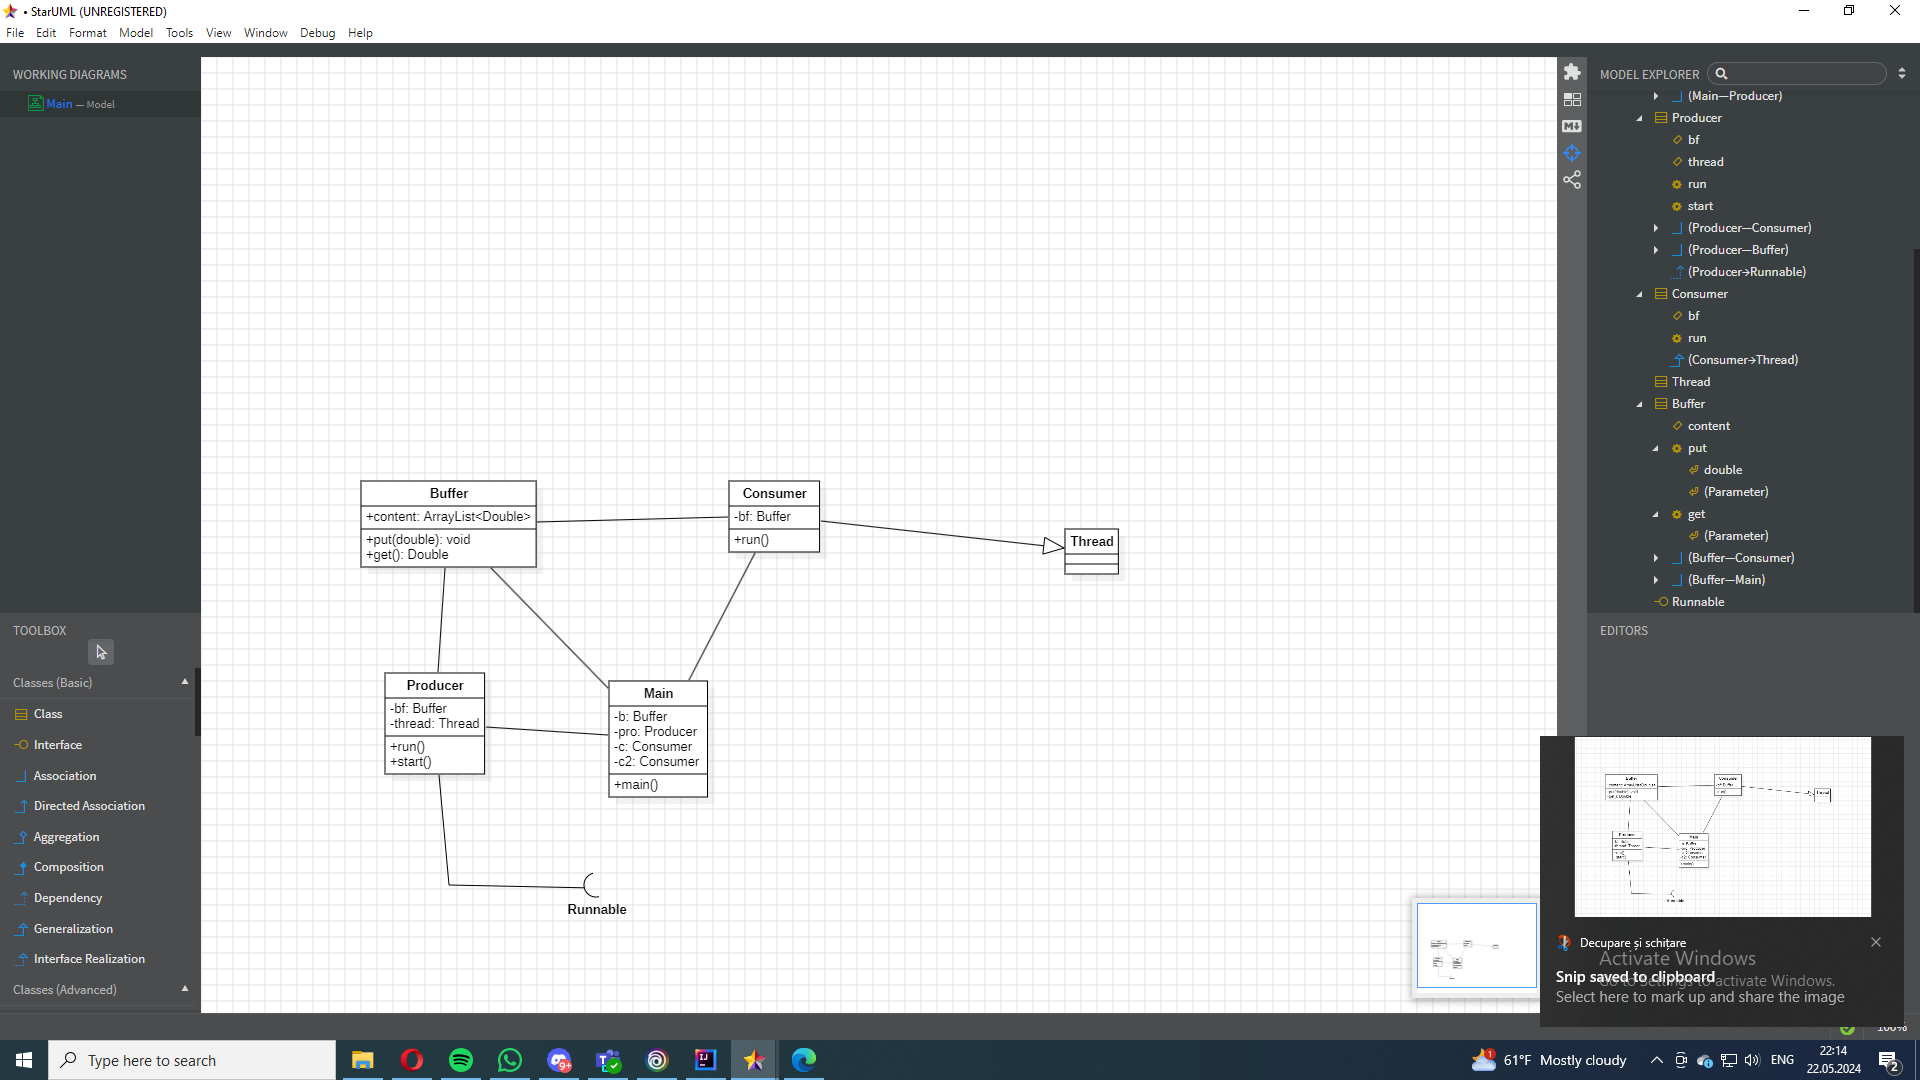 • StarUML (UNREGISTERED)
File Edit Format Model Tools View Window Debug Help
WORKING DIAGRAMS
Main — Model
TOOLBOX
Classes (Basic)
Class
Interface
Association
Directed Association
Aggregation
Composition
Dependency
Generalization
Interface Realization
Classes (Advanced)
Buffer
+content: ArrayList<Double>
+put(double): void
+get(): Double
Consumer
-bf: Buffer
+run()
Thread
Producer
-bf: Buffer
-thread: Thread
+run()
+start()
Main
-b: Buffer
-pro: Producer
-c: Consumer
-c2: Consumer
+main()
Runnable
MODEL EXPLORER
(Main—Producer)
Producer
bf
thread
run
start
(Producer—Consumer)
(Producer—Buffer)
(Producer→Runnable)
Consumer
bf
run
(Consumer→Thread)
Thread
Buffer
content
put
double
(Parameter)
get
(Parameter)
(Buffer—Consumer)
(Buffer—Main)
Runnable
EDITORS
Decupare și schițare
Activate Windows
Snip saved to clipboard
Go to Settings to activate Windows.
Select here to mark up and share the image
100%
Type here to search
9+
1
61°F Mostly cloudy
ENG
22:14
22.05.2024
2